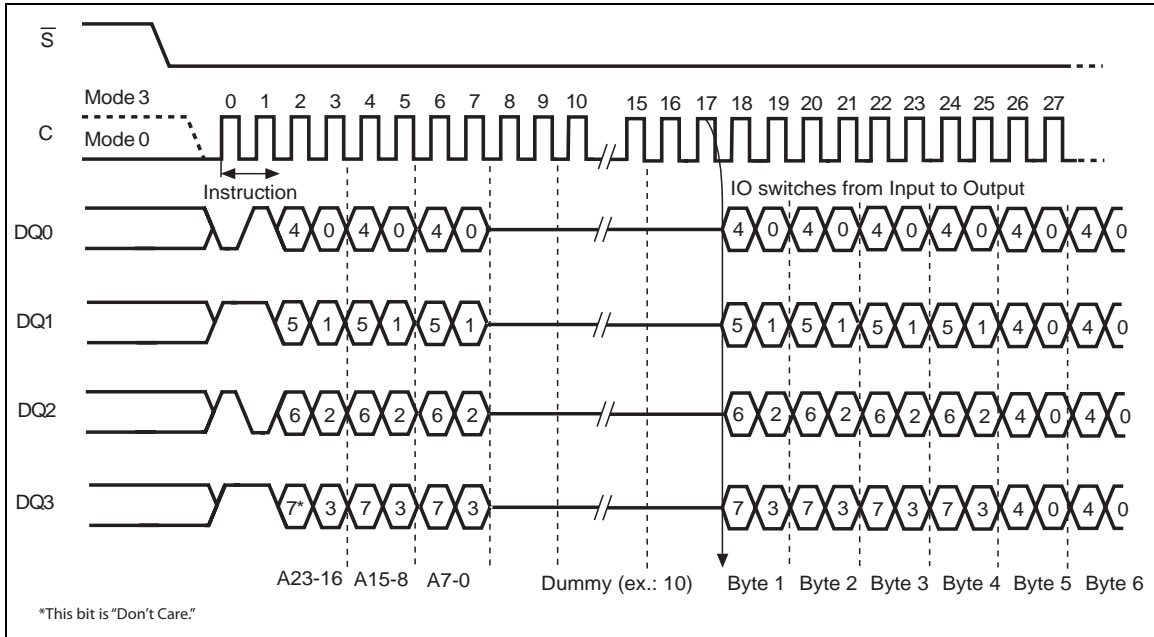 S
Mode 3
0 1 2 3 4 5 6 7 8 9 10 15 16 17 18 19 20 21 22 23 24 25 26 27
C
Mode 0
Instruction
IO switches from Input to Output
DQ0 4 0 4 0 4 0 4 0 4 0 4 0 4 0 4 0 4 0
DQ1 5 1 5 1 5 1 5 1 5 1 5 1 5 1 4 0 4 0
DQ2 6 2 6 2 6 2 6 2 6 2 6 2 6 2 4 0 4 0
DQ3 7* 3 7 3 7 3 7 3 7 3 7 3 7 3 4 0 4 0
A23-16 A15-8 A7-0 Dummy (ex.: 10) Byte 1 Byte 2 Byte 3 Byte 4 Byte 5 Byte 6
*This bit is “Don’t Care.”